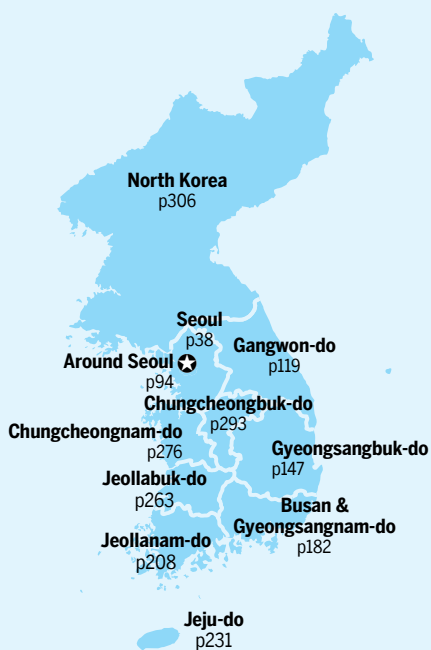 North Korea
p306
Seoul
p38
Gangwon-do
p119
Around Seoul
p94
Chungcheongbuk-do
p293
Chungcheongnam-do
p276
Gyeongsangbuk-do
p147
Jeollabuk-do
p263
Busan &
Gyeongsangnam-do
p182
Jeollanam-do
p208
Jeju-do
p231